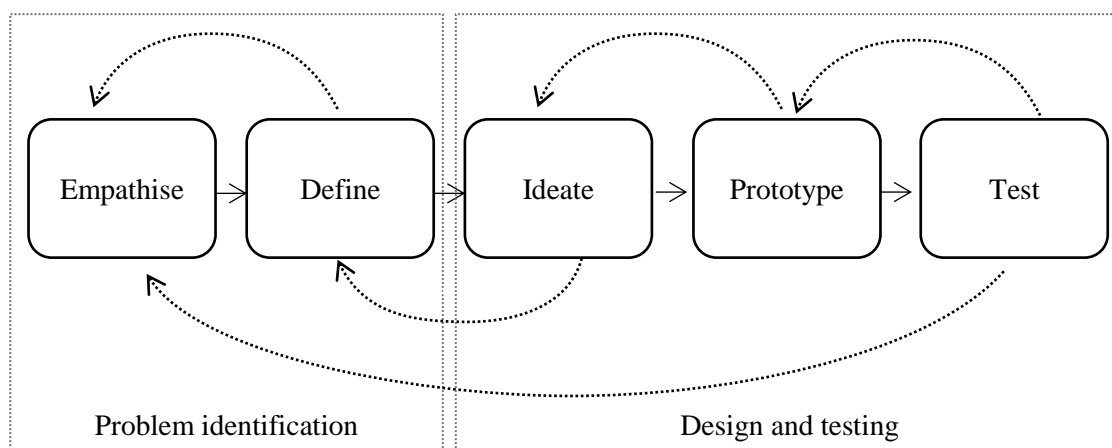 Empathise
Define
Ideate
Prototype
Test
Problem identification
Design and testing